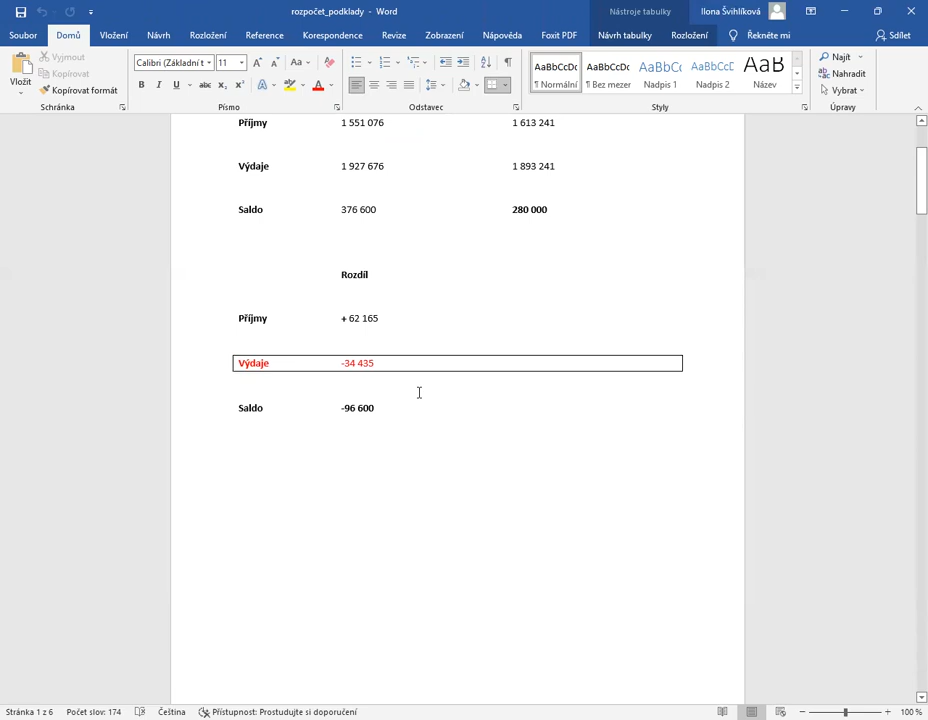 rozpočet_podklady - Word
Nástroje tabulky
Ilona Švihlíková
Soubor Domů Vložení Návrh Rozložení Reference Korespondence Revize Zobrazení Nápověda Foxit PDF Návrh tabulky Rozložení Řekněte mi Sdílet
Vložit
Vyjmout
Kopírovat
Kopírovat formát
Schránka
Calibri (Základní t 11
Písmo
Odstavec
AaBbCcDc AaBbCcDc AaBbCc AaBbCcD AaB
¶ Normální ¶ Bez mezer Nadpis 1 Nadpis 2 Název
Styly
Najít
Nahradit
Vybrat
Úpravy
Příjmy 1 551 076 1 613 241
Výdaje 1 927 676 1 893 241
Saldo 376 600 280 000
Rozdíl
Příjmy + 62 165
Výdaje -34 435
Saldo -96 600
Stránka 1 z 6 Počet slov: 174 Čeština Přístupnost: Prostudujte si doporučení 100 %